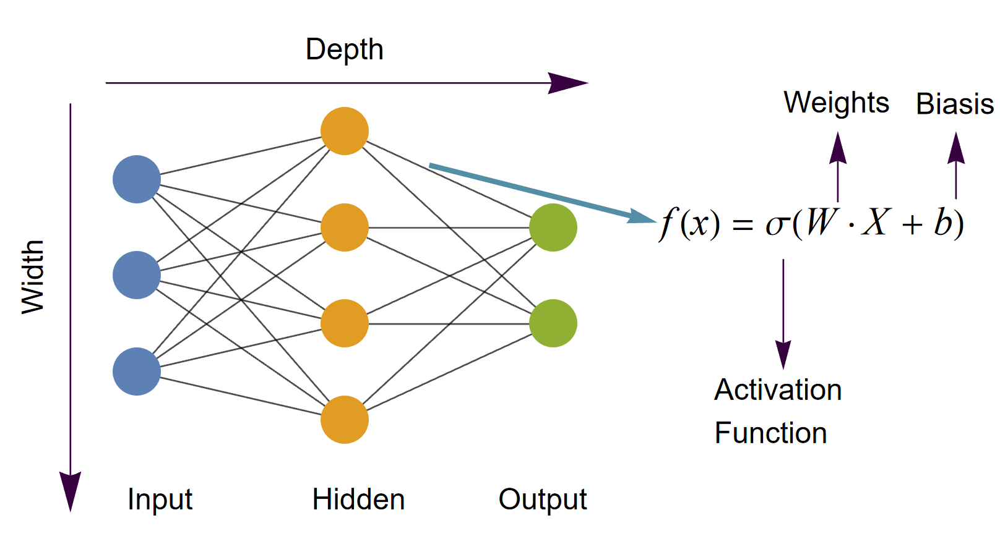 Depth
Weights
Biasis
Width
f(x) = σ(W · X + b)
Activation
Function
Input
Hidden
Output